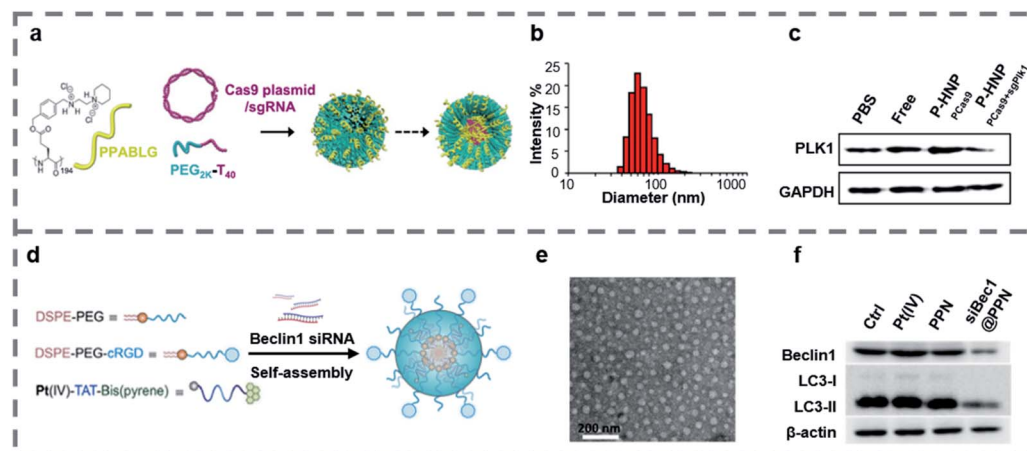 a
Cl⊖
N
H
H
N
⊕
Cl⊖
O
O
N
H
O
194
PPABLG
Cas9 plasmid
/sgRNA
PEG2K-T40
b
Intensity %
25
20
15
10
5
0
10
100
1000
Diameter (nm)
c
PBS
Free
P-HNP
PCas9
P-HNP
PCas9+sgPlk1
PLK1
GAPDH
d
DSPE-PEG ≡
DSPE-PEG-cRGD ≡
Pt(IV)-TAT-Bis(pyrene) ≡
Beclin1 siRNA
Self-assembly
e
200 nm
f
Ctrl
Pt(IV)
PPN
siBec1
@PPN
Beclin1
LC3-I
LC3-II
β-actin